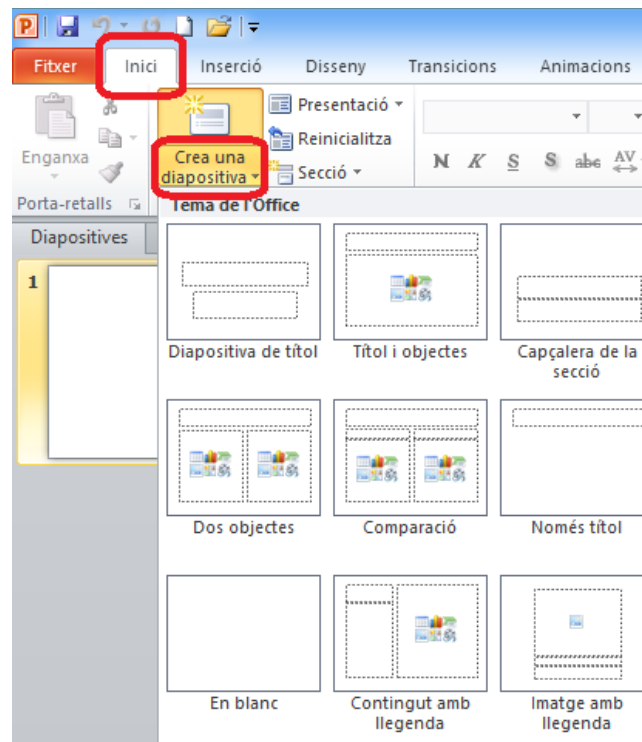 Fitxer Inici Inserció Disseny Transicions Animacions
Presentació
Reinicialitza
Enganxa Crea una diapositiva Secció
N K S S abc AV
Porta-retalls
Tema de l'Office
Diapositives
1
Diapositiva de títol Títol i objectes Capçalera de la
secció
Dos objectes Comparació Només títol
En blanc Contingut amb Imatge amb
llegenda llegenda